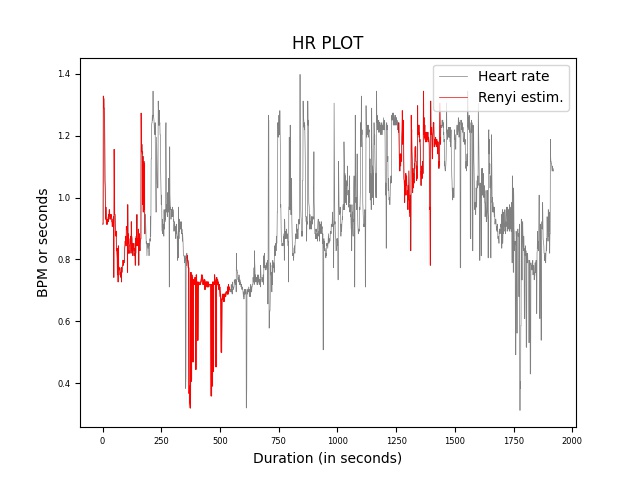 HR PLOT
Heart rate
Renyi estim.
BPM or seconds
1.4
1.2
1.0
0.8
0.6
0.4
0 250 500 750 1000 1250 1500 1750 2000
Duration (in seconds)